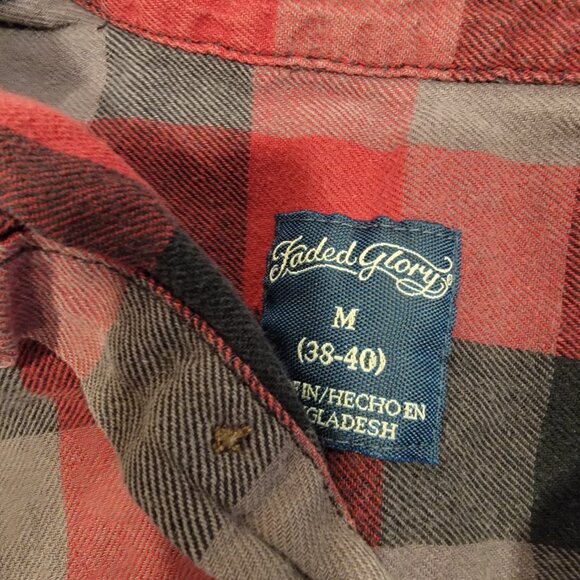 Faded Glory
M
(38-40)
IN/HECHO EN
GLADESH